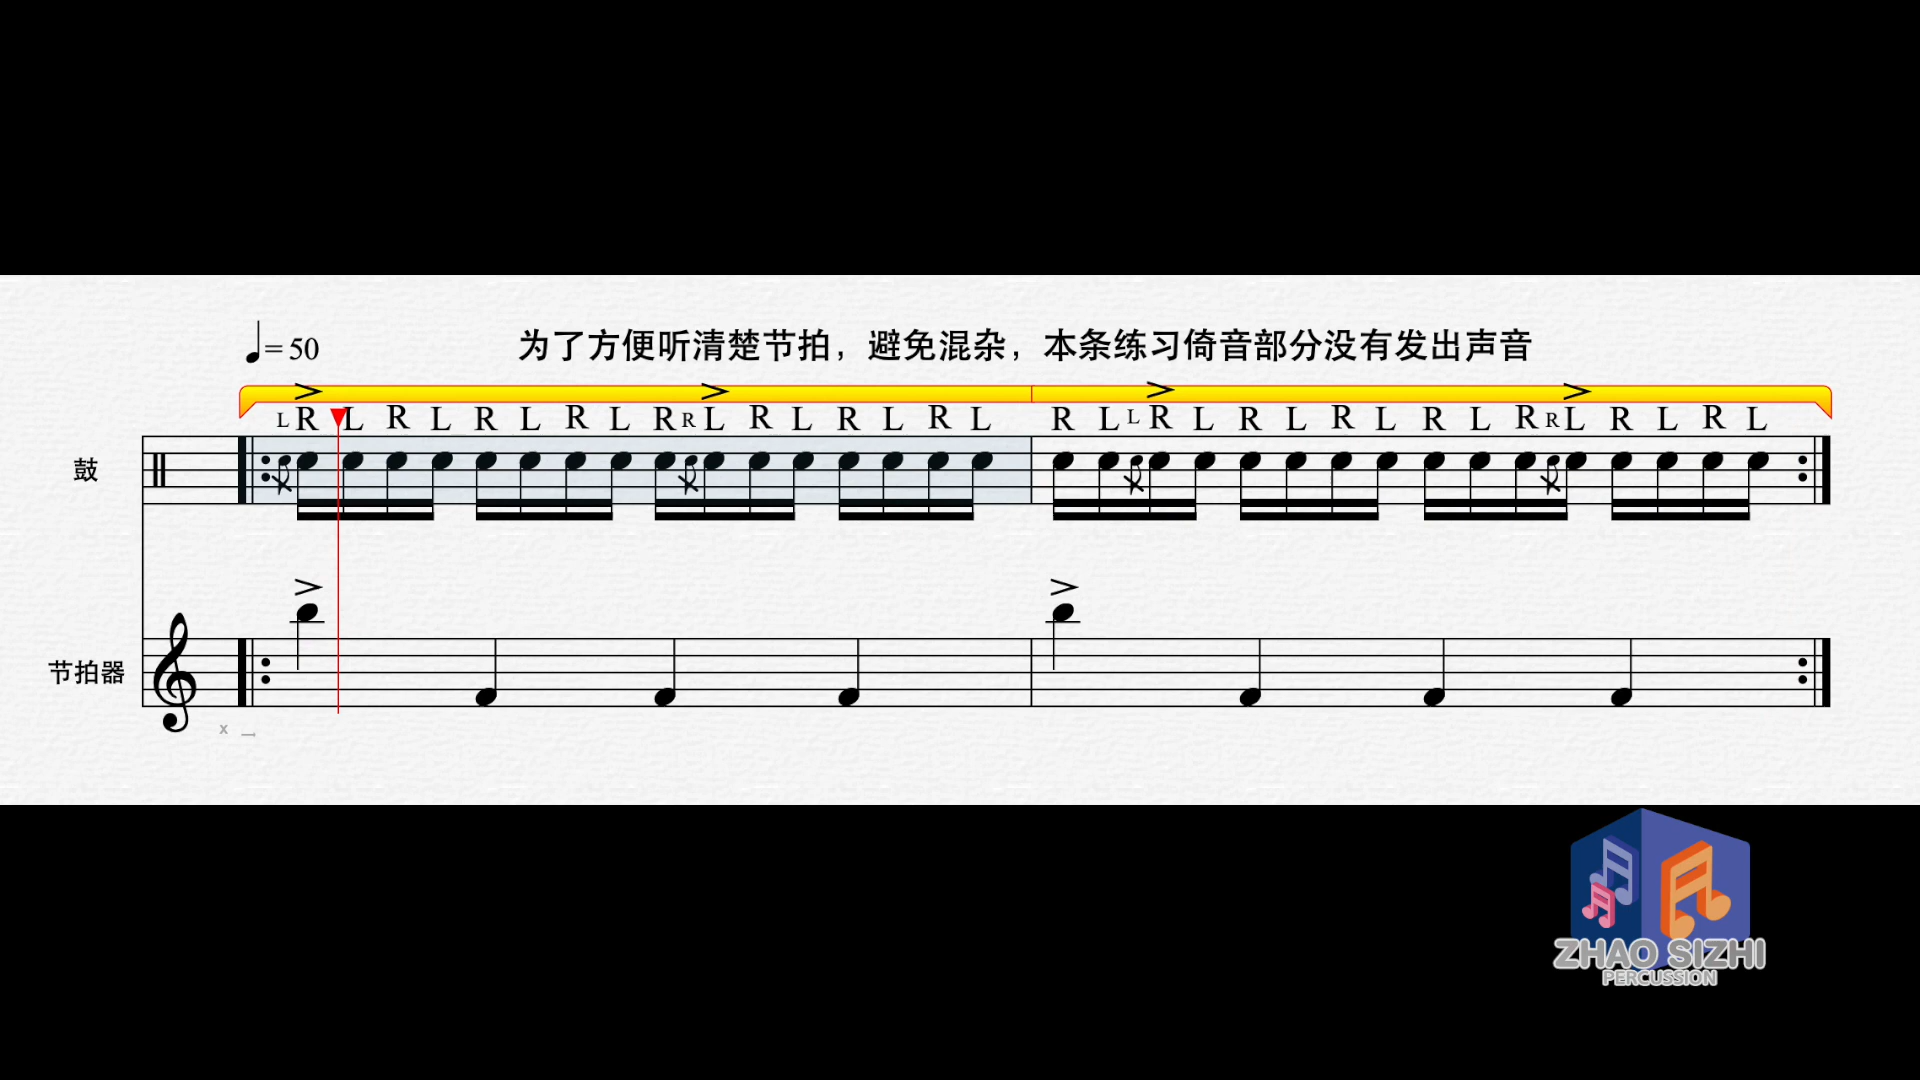 = 50
为了方便听清楚节拍，避免混杂，本条练习倚音部分没有发出声音
L R L R L R L R L R R L R L R L R L R L L R L R L R L R L R R L R L R L
鼓
节拍器
x
ZHAO SIZHI
PERCUSSION